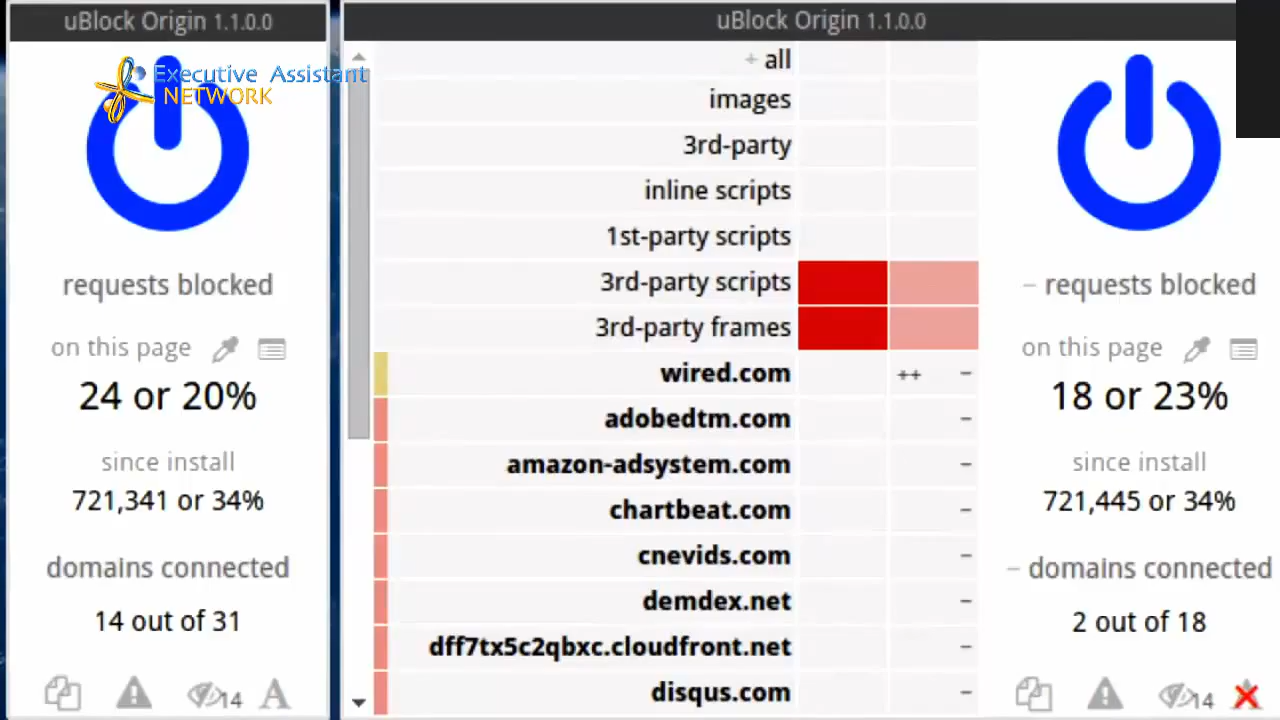 uBlock Origin 1.1.0.0
Executive Assistant
NETWORK
requests blocked
on this page
24 or 20%
since install
721,341 or 34%
domains connected
14 out of 31
14 A
uBlock Origin 1.1.0.0
+ all
images
3rd-party
inline scripts
1st-party scripts
3rd-party scripts
3rd-party frames
wired.com ++ –
adobedtm.com –
amazon-adsystem.com –
chartbeat.com –
cnevids.com –
demdex.net –
dff7tx5c2qbxc.cloudfront.net –
disqus.com –
– requests blocked
on this page
18 or 23%
since install
721,445 or 34%
– domains connected
2 out of 18
14